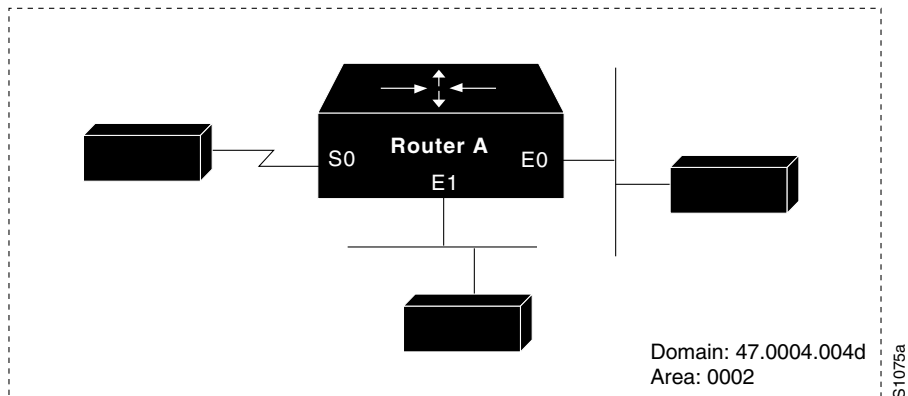 Router A
S0
E0
E1
Domain: 47.0004.004d
Area: 0002
S1075a